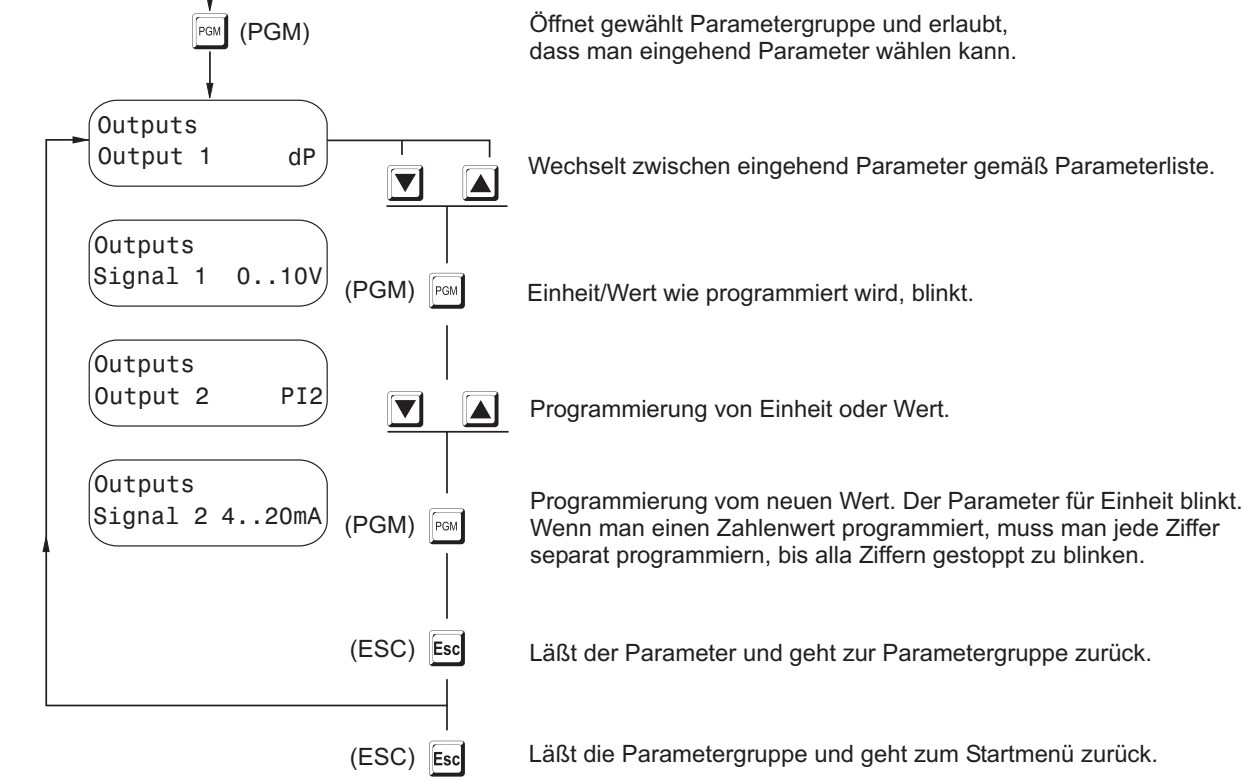 PGM (PGM)
Öffnet gewählt Parametergruppe und erlaubt,
dass man eingehend Parameter wählen kann.
Outputs
Output 1 dP
Wechselt zwischen eingehend Parameter gemäß Parameterliste.
Outputs
Signal 1 0..10V
(PGM) PGM
Einheit/Wert wie programmiert wird, blinkt.
Outputs
Output 2 PI2
Programmierung von Einheit oder Wert.
Outputs
Signal 2 4..20mA
(PGM) PGM
Programmierung vom neuen Wert. Der Parameter für Einheit blinkt.
Wenn man einen Zahlenwert programmiert, muss man jede Ziffer
separat programmieren, bis alla Ziffern gestoppt zu blinken.
(ESC) Esc
Läßt der Parameter und geht zur Parametergruppe zurück.
(ESC) Esc
Läßt die Parametergruppe und geht zum Startmenü zurück.